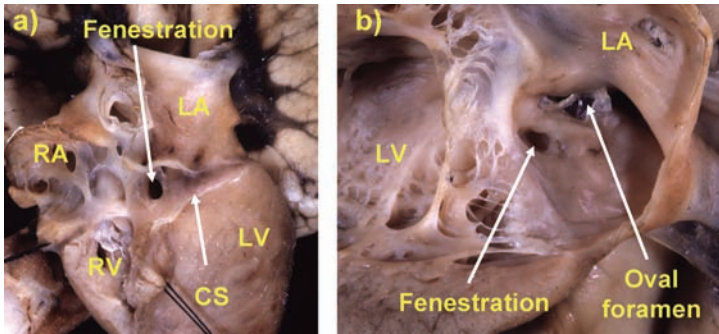 a)
Fenestration
LA
RA
LV
RV
CS
b)
LA
LV
Fenestration
Oval
foramen